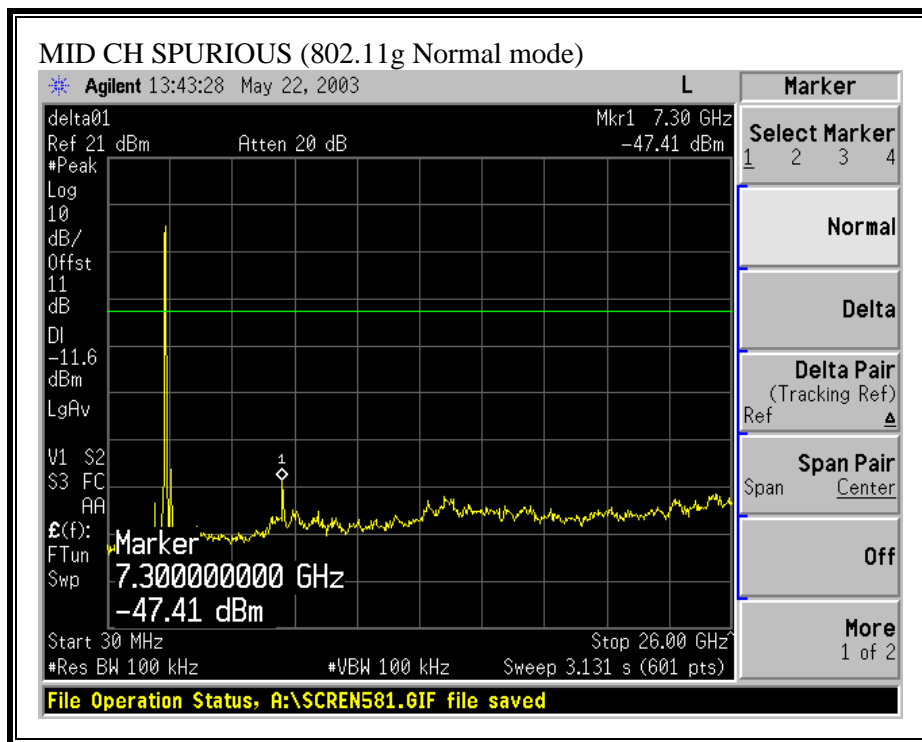 MID CH SPURIOUS (802.11g Normal mode)
Agilent 13:43:28 May 22, 2003 L
delta01 Mkr1 7.30 GHz
Ref 21 dBm Atten 20 dB -47.41 dBm
#Peak
Log
10
dB/
Offst
11
dB
DI
-11.6
dBm
LgAv
V1 S2
S3 FC
AA
£(f):
FTun
Swp
1
Marker
7.300000000 GHz
-47.41 dBm
Start 30 MHz Stop 26.00 GHz^
#Res BW 100 kHz #VBW 100 kHz Sweep 3.131 s (601 pts)
File Operation Status, A:\SCREN581.GIF file saved
Marker
Select Marker
1 2 3 4
Normal
Delta
Delta Pair
(Tracking Ref)
Ref Δ
Span Pair
Span Center
Off
More
1 of 2